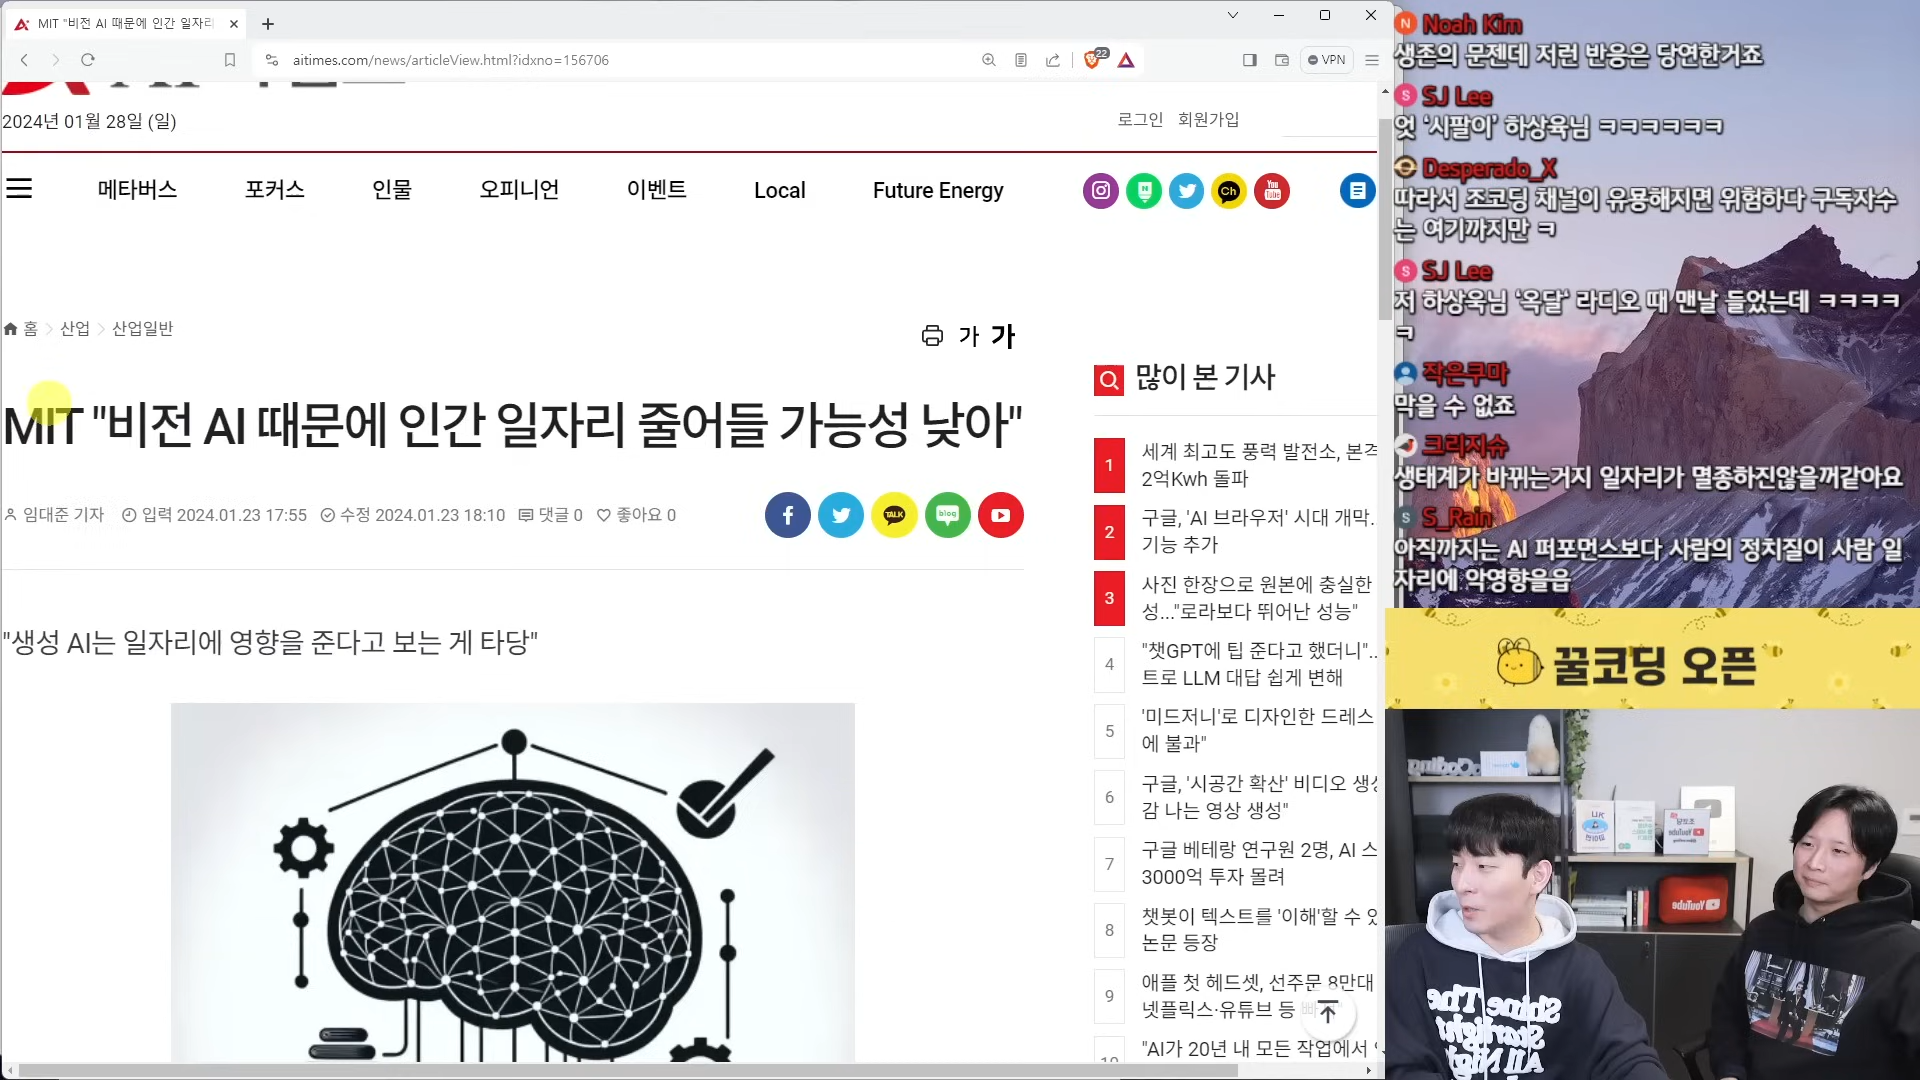 MIT "비전 AI 때문에 인간 일자리
aitimes.com/news/articleView.html?idxno=156706
22
VPN
2024년 01월 28일 (일)
로그인 회원가입
메타버스 포커스 인물 오피니언 이벤트 Local Future Energy
Ch
You Tube
홈 > 산업 > 산업일반
가 가
MIT "비전 AI 때문에 인간 일자리 줄어들 가능성 낮아"
임대준 기자 입력 2024.01.23 17:55 수정 2024.01.23 18:10 댓글 0 좋아요 0
TALK
blog
"생성 AI는 일자리에 영향을 준다고 보는 게 타당"
많이 본 기사
1 세계 최고도 풍력 발전소, 본격
2억Kwh 돌파
2 구글, 'AI 브라우저' 시대 개막..
기능 추가
3 사진 한장으로 원본에 충실한
성..."로라보다 뛰어난 성능"
4 "챗GPT에 팁 준다고 했더니"..
트로 LLM 대답 쉽게 변해
5 '미드저니'로 디자인한 드레스
에 불과"
6 구글, '시공간 확산' 비디오 생성
감 나는 영상 생성"
7 구글 베테랑 연구원 2명, AI 스
3000억 투자 몰려
8 챗봇이 텍스트를 '이해'할 수 있
논문 등장
9 애플 첫 헤드셋, 선주문 8만대
넷플릭스·유튜브 등
10 "AI가 20년 내 모든 작업에서
N Noah Kim
생존의 문젠데 저런 반응은 당연한거죠
S SJ Lee
엇 '시팔이' 하상욱님 ㅋㅋㅋㅋㅋㅋ
Desperado_X
따라서 조코딩 채널이 유묭해지면 위험하다 구독자수
는 여기까지만 ㅋ
S SJ Lee
저 하상욱님 '옥달' 라디오 때 맨날 들었는데 ㅋㅋㅋㅋ
ㅋ
작은쿠마
막을 수 없죠
크리지슈
생태계가 바뀌는거지 일자리가 멸종하진않을꺼같아요
S S_Rain
아직까지는 AI 퍼포먼스보다 사람의 정치질이 사람 일
자리에 악영향을읍
꿀코딩 오픈
YouTube
YouTube
Shine The
Starlight
All Night